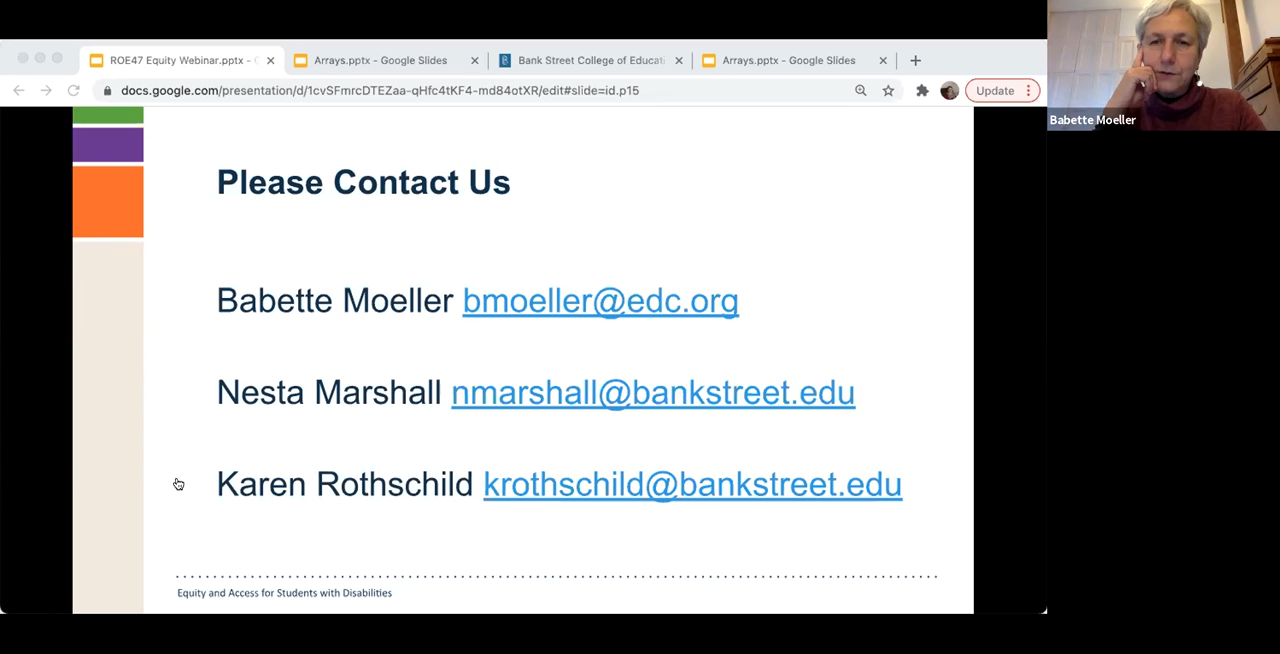 ROE47 Equity Webinar.pptx - G
Arrays.pptx - Google Slides
Bank Street College of Educati
Arrays.pptx - Google Slides
docs.google.com/presentation/d/1cvSFmrcDTEZaa-qHfc4tKF4-md84otXR/edit#slide=id.p15
Update
Babette Moeller
Please Contact Us
Babette Moeller bmoeller@edc.org
Nesta Marshall nmarshall@bankstreet.edu
Karen Rothschild krothschild@bankstreet.edu
Equity and Access for Students with Disabilities